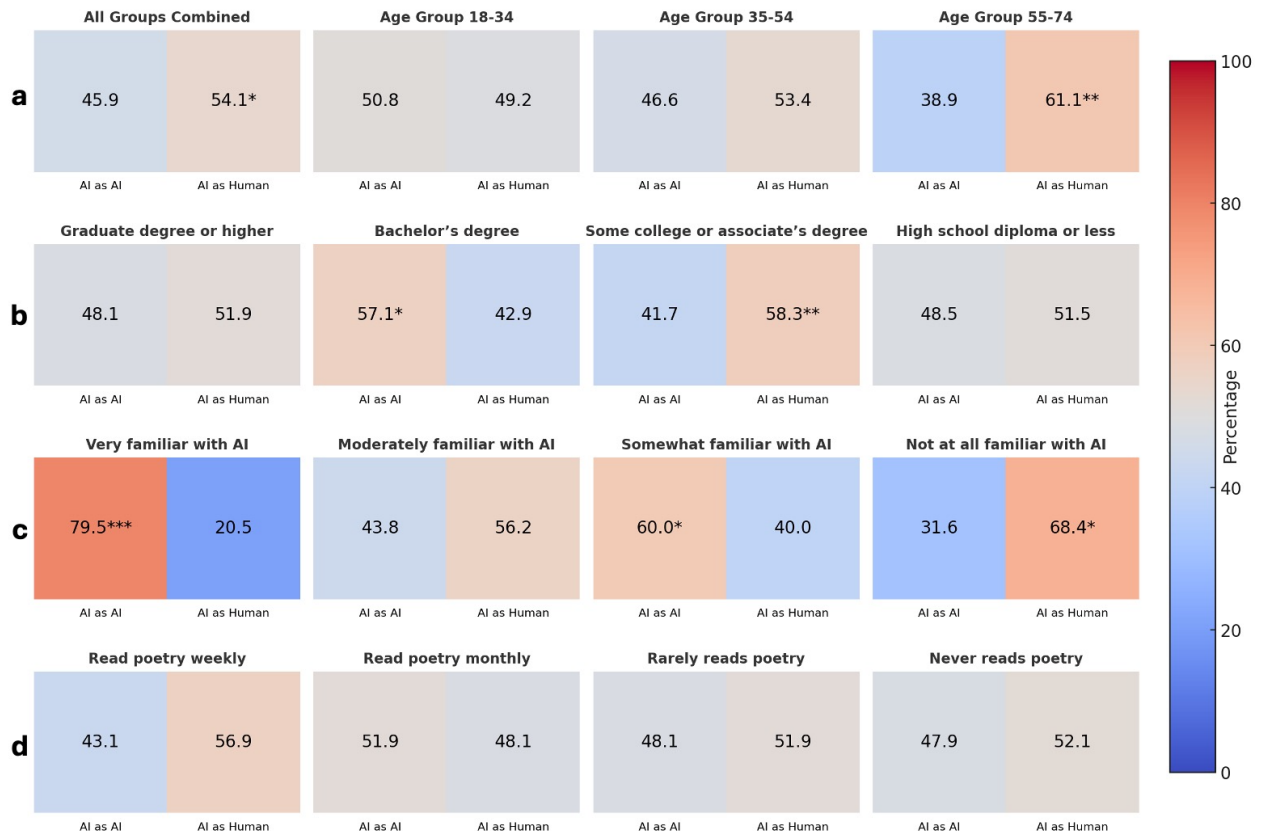 All Groups Combined Age Group 18-34 Age Group 35-54 Age Group 55-74
a 45.9 54.1* 50.8 49.2 46.6 53.4 38.9 61.1**
AI as AI AI as Human AI as AI AI as Human AI as AI AI as Human AI as AI AI as Human
Graduate degree or higher Bachelor’s degree Some college or associate’s degree High school diploma or less
b 48.1 51.9 57.1* 42.9 41.7 58.3** 48.5 51.5
AI as AI AI as Human AI as AI AI as Human AI as AI AI as Human AI as AI AI as Human
Very familiar with AI Moderately familiar with AI Somewhat familiar with AI Not at all familiar with AI
c 79.5*** 20.5 43.8 56.2 60.0* 40.0 31.6 68.4*
AI as AI AI as Human AI as AI AI as Human AI as AI AI as Human AI as AI AI as Human
Read poetry weekly Read poetry monthly Rarely reads poetry Never reads poetry
d 43.1 56.9 51.9 48.1 48.1 51.9 47.9 52.1
AI as AI AI as Human AI as AI AI as Human AI as AI AI as Human AI as AI AI as Human
100
80
60
40
20
0
Percentage